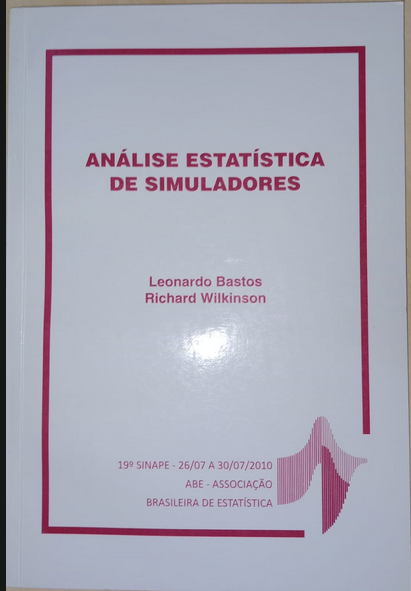 ANÁLISE ESTATÍSTICA
DE SIMULADORES
Leonardo Bastos
Richard Wilkinson
19º SINAPE - 26/07 A 30/07/2010
ABE - ASSOCIAÇÃO
BRASILEIRA DE ESTATÍSTICA